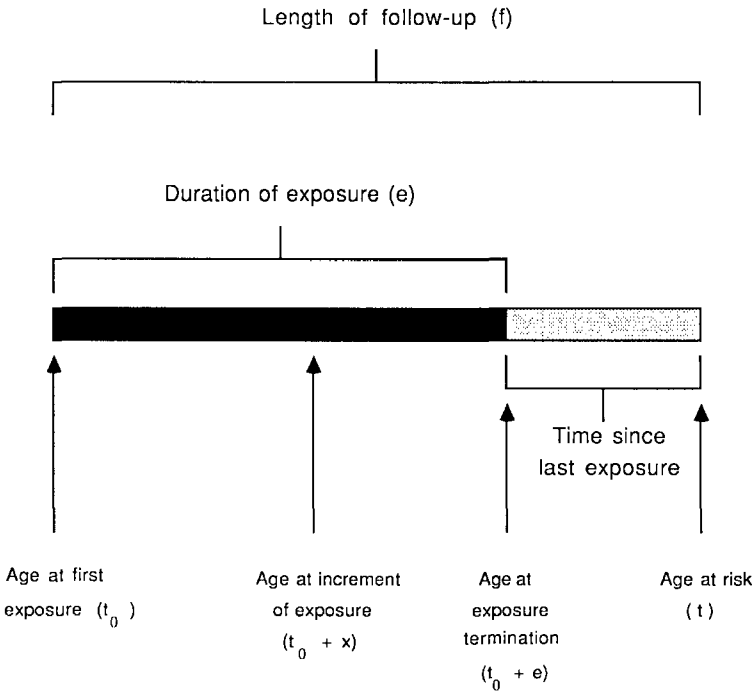 Length of follow-up (f)
Duration of exposure (e)
Time since
last exposure
Age at first
exposure (t₀ )
Age at increment
of exposure
(t₀ + x)
Age at
exposure
termination
(t₀ + e)
Age at risk
( t )